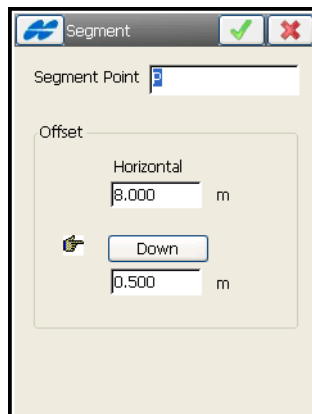 Segment
Segment Point P
Offset
Horizontal
8.000 m
Down
0.500 m